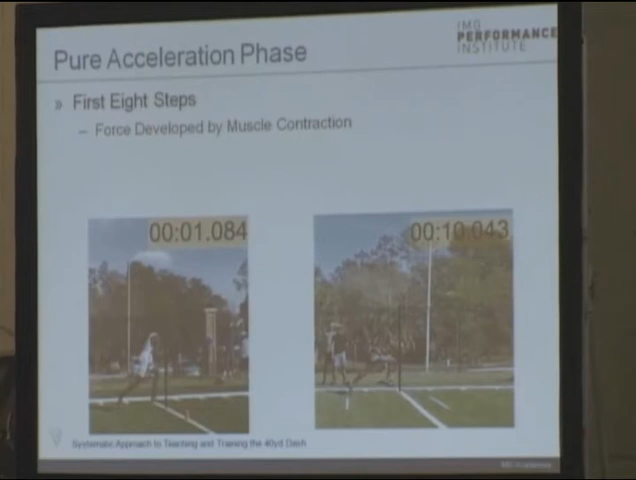 Pure Acceleration Phase
IMG
PERFORMANCE
INSTITUTE
» First Eight Steps
– Force Developed by Muscle Contraction
00:01.084
00:10.043
Systematic Approach to Teaching and Training the 40yd Dash